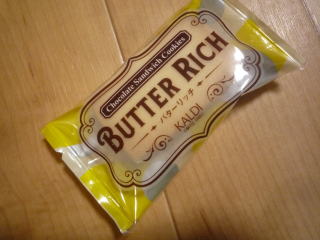 Chocolate Sandwich Cookies
BUTTER RICH
バターリッチ
KALDI